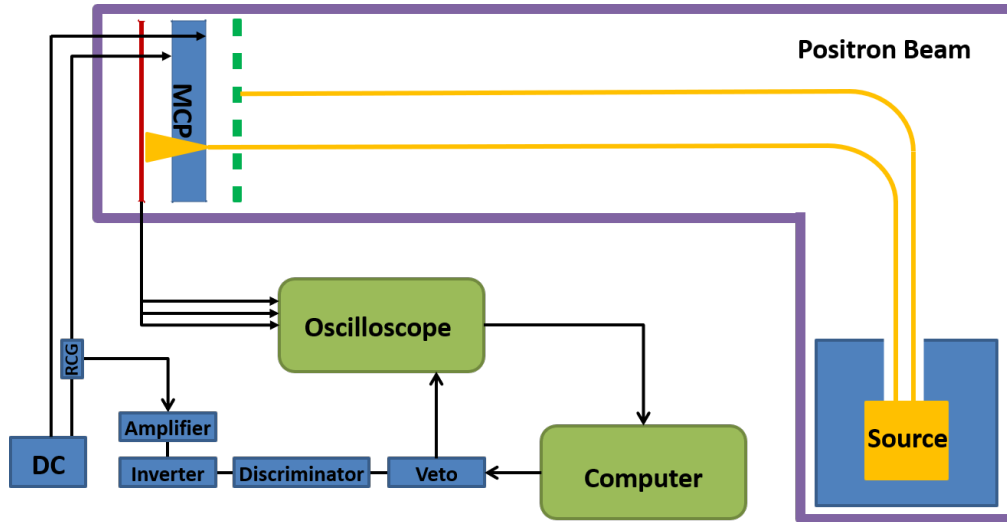 Positron Beam
MCP
Oscilloscope
RCG
Amplifier
DC
Inverter
Discriminator
Veto
Computer
Source